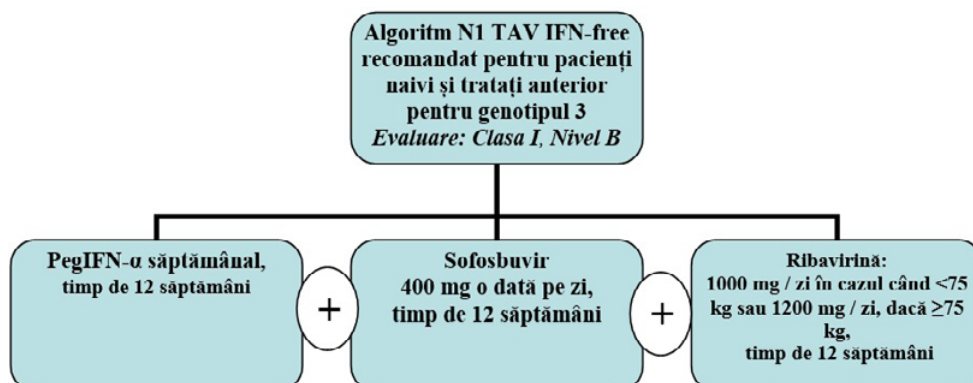 Algoritm N1 TAV IFN-free
recomandat pentru pacienți
naivi și tratați anterior
pentru genotipul 3
Evaluare: Clasa I, Nivel B
PegIFN-α săptămânal,
timp de 12 săptămâni
+
Sofosbuvir
400 mg o dată pe zi,
timp de 12 săptămâni
+
Ribavirină:
1000 mg / zi în cazul când <75
kg sau 1200 mg / zi, dacă ≥75
kg,
timp de 12 săptămâni